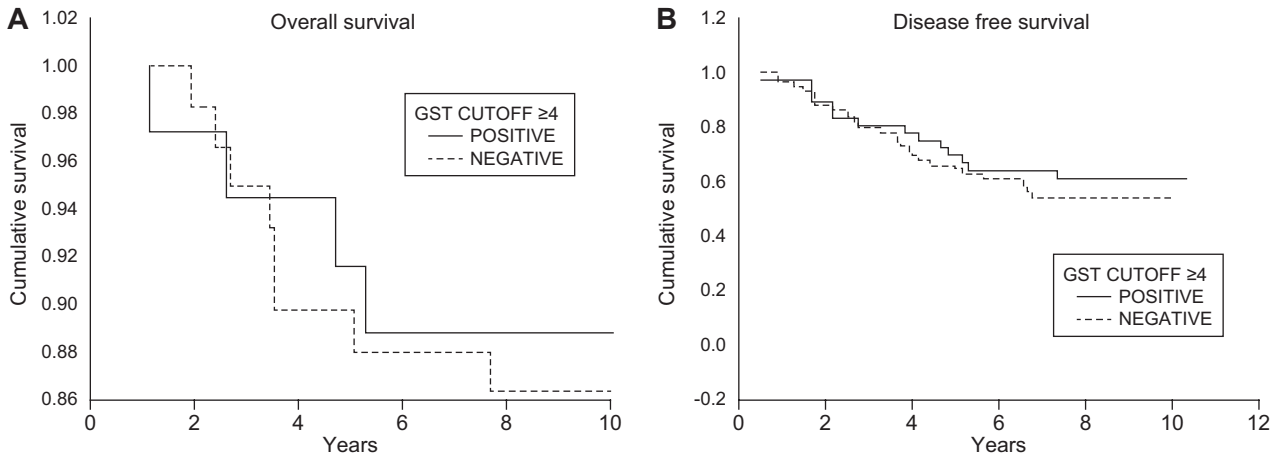 A
Overall survival
1.02
1.00
0.98
0.96
0.94
0.92
0.90
0.88
0.86
Cumulative survival
GST CUTOFF ≥4
POSITIVE
NEGATIVE
0 2 4 6 8 10
Years
B
Disease free survival
1.2
1.0
0.8
0.6
0.4
0.2
0.0
-0.2
Cumulative survival
GST CUTOFF ≥4
POSITIVE
NEGATIVE
0 2 4 6 8 10 12
Years